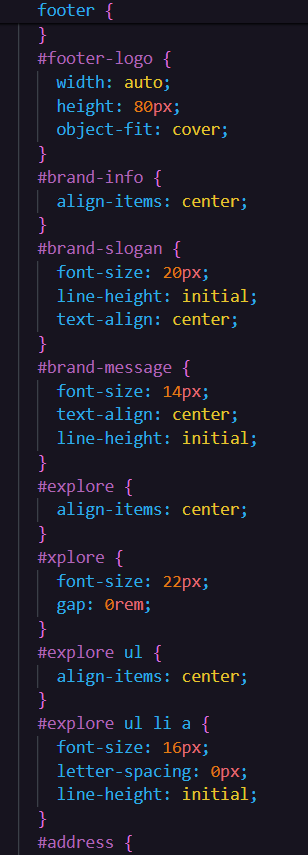 footer {
}
#footer-logo {
width: auto;
height: 80px;
object-fit: cover;
}
#brand-info {
align-items: center;
}
#brand-slogan {
font-size: 20px;
line-height: initial;
text-align: center;
}
#brand-message {
font-size: 14px;
text-align: center;
line-height: initial;
}
#explore {
align-items: center;
}
#xplore {
font-size: 22px;
gap: 0rem;
}
#explore ul {
align-items: center;
}
#explore ul li a {
font-size: 16px;
letter-spacing: 0px;
line-height: initial;
}
#address {